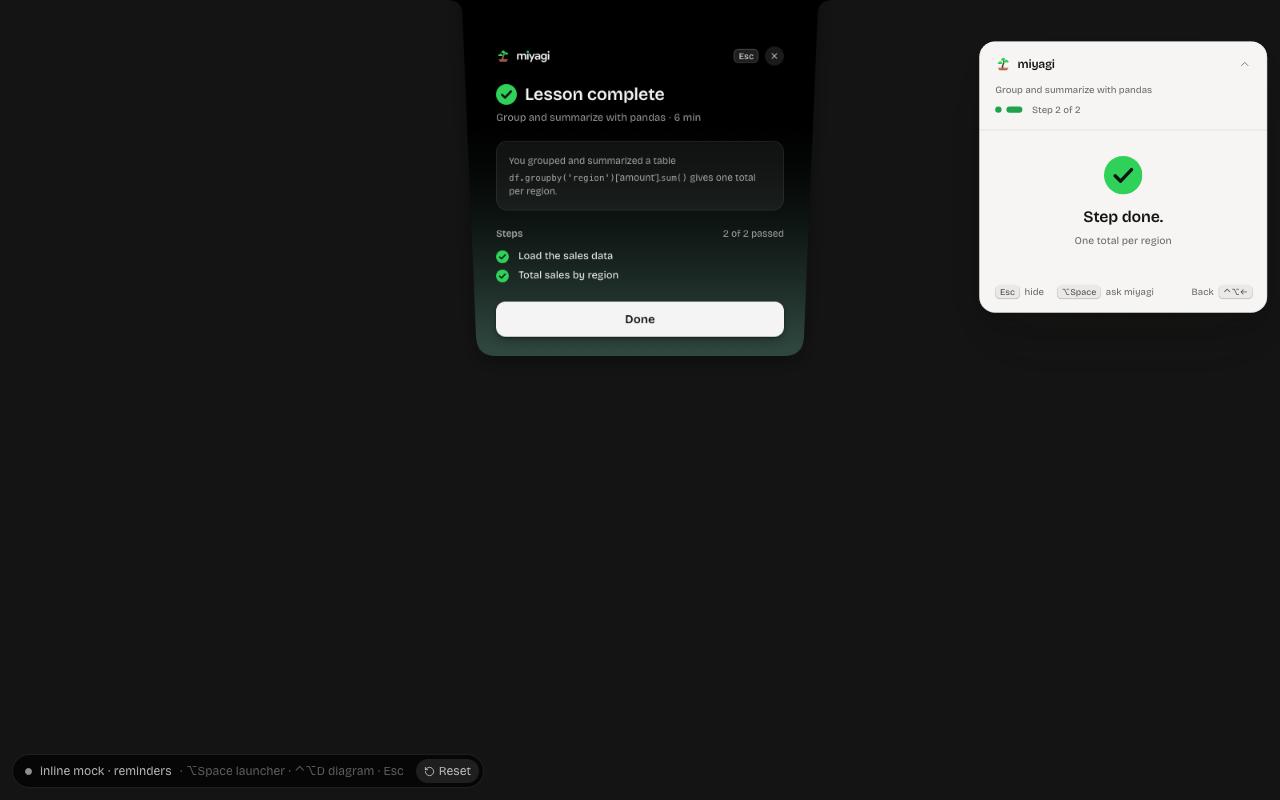 miyagi
Esc
Lesson complete
Group and summarize with pandas · 6 min
You grouped and summarized a table
df.groupby('region')['amount'].sum() gives one total
per region.
Steps
2 of 2 passed
Load the sales data
Total sales by region
Done
miyagi
Group and summarize with pandas
Step 2 of 2
Step done.
One total per region
Esc hide ⌥Space ask miyagi Back ^⌥←
inline mock · reminders · ⌥Space launcher · ^⌥D diagram · Esc
Reset